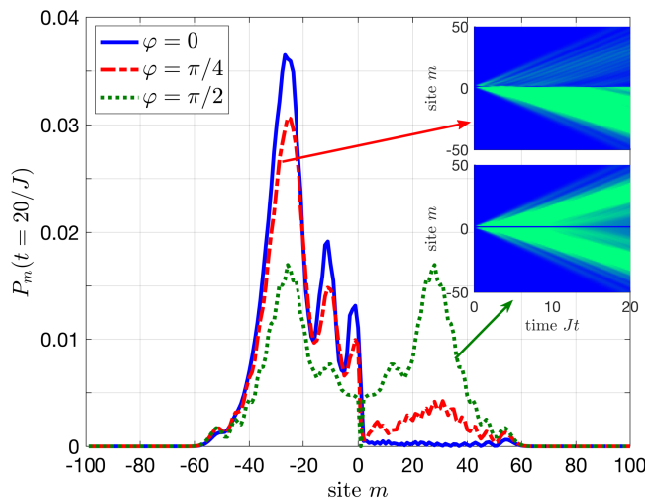 0.04
0.03
0.02
0.01
0
P_m(t = 20/J)
φ = 0
φ = π/4
φ = π/2
50
0
-50
site m
50
0
-50
site m
0
10
20
time Jt
-100 -80 -60 -40 -20 0 20 40 60 80 100
site m